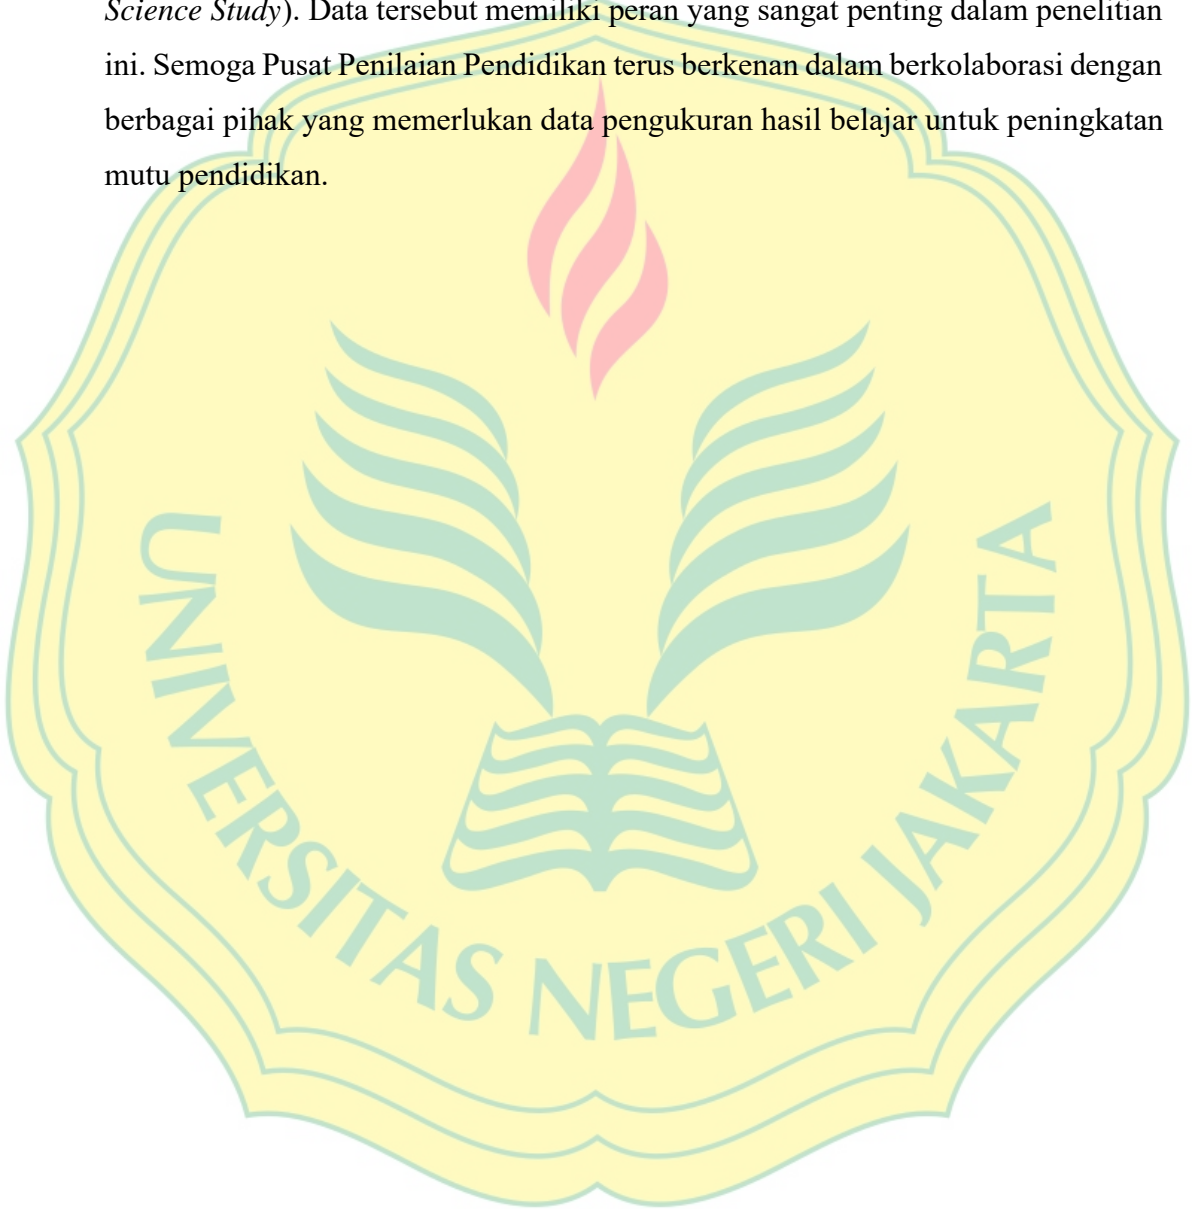 Science Study). Data tersebut memiliki peran yang sangat penting dalam penelitian
ini. Semoga Pusat Penilaian Pendidikan terus berkenan dalam berkolaborasi dengan
berbagai pihak yang memerlukan data pengukuran hasil belajar untuk peningkatan
mutu pendidikan.
UNIVERSITAS NEGERI JAKARTA